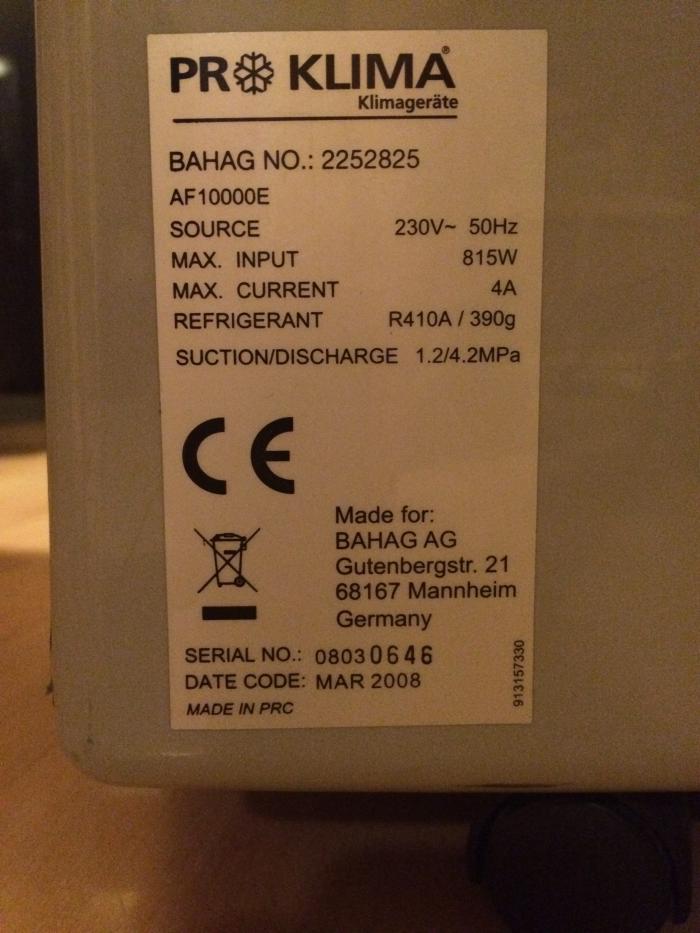 PRO KLIMA®
Klimageräte
BAHAG NO.: 2252825
AF10000E
SOURCE 230V~ 50Hz
MAX. INPUT 815W
MAX. CURRENT 4A
REFRIGERANT R410A / 390g
SUCTION/DISCHARGE 1.2/4.2MPa
CE
Made for:
BAHAG AG
Gutenbergstr. 21
68167 Mannheim
Germany
SERIAL NO.: 08030646
DATE CODE: MAR 2008
MADE IN PRC
913157330